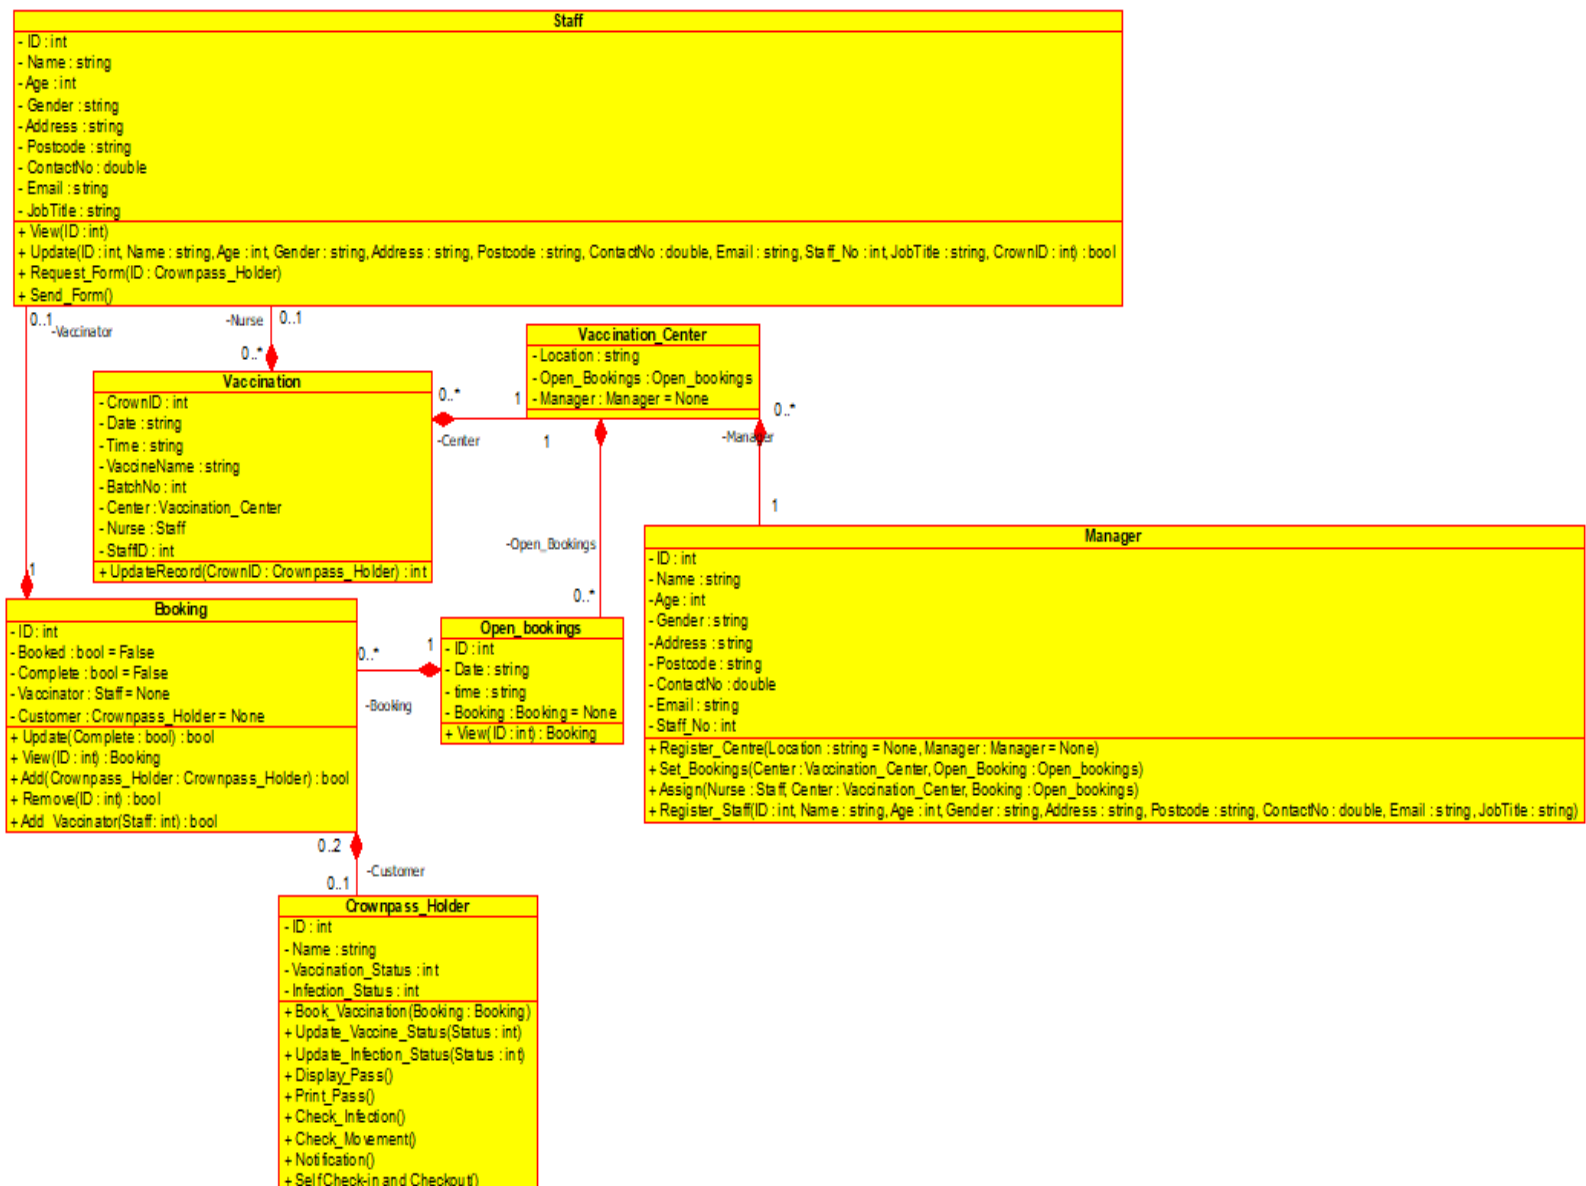 Staff
- ID : int
- Name : string
- Age : int
- Gender : string
- Address : string
- Postcode : string
- ContactNo : double
- Email : string
- JobTitle : string
+ View(ID : int)
+ Update(ID : int, Name : string, Age : int, Gender : string, Address : string, Postcode : string, ContactNo : double, Email : string, Staff_No : int, JobTitle : string, CrownID : int) : bool
+ Request_Form(ID : Crownpass_Holder)
+ Send_Form()
0..1
-Vaccinator
-Nurse
0..1
0..*
Vaccination_Center
- Location : string
- Open_Bookings : Open_bookings
- Manager : Manager = None
Vaccination
- CrownID : int
- Date : string
- Time : string
- VaccineName : string
- BatchNo : int
- Center : Vaccination_Center
- Nurse : Staff
- StaffID : int
+ UpdateRecord(CrownID : Crownpass_Holder) : int
0..*
1
-Center
1
-Manager
0..*
1
-Open_Bookings
0..*
1
Manager
- ID : int
- Name : string
- Age : int
- Gender : string
- Address : string
- Postcode : string
- ContactNo : double
- Email : string
- Staff_No : int
+ Register_Centre(Location : string = None, Manager : Manager = None)
+ Set_Bookings(Center : Vaccination_Center, Open_Booking : Open_bookings)
+ Assign(Nurse : Staff, Center : Vaccination_Center, Booking : Open_bookings)
+ Register_Staff(ID : int, Name : string, Age : int, Gender : string, Address : string, Postcode : string, ContactNo : double, Email : string, JobTitle : string)
Booking
- ID : int
- Booked : bool = False
- Complete : bool = False
- Vaccinator : Staff = None
- Customer : Crownpass_Holder = None
+ Update(Complete : bool) : bool
+ View(ID : int) : Booking
+ Add(Crownpass_Holder : Crownpass_Holder) : bool
+ Remove(ID : int) : bool
+ Add_Vaccinator(Staff : int) : bool
0..*
1
-Booking
Open_bookings
- ID : int
- Date : string
- time : string
- Booking : Booking = None
+ View(ID : int) : Booking
0..2
-Customer
0..1
Crownpass_Holder
- ID : int
- Name : string
- Vaccination_Status : int
- Infection_Status : int
+ Book_Vaccination(Booking : Booking)
+ Update_Vaccine_Status(Status : int)
+ Update_Infection_Status(Status : int)
+ Display_Pass()
+ Print_Pass()
+ Check_Infection()
+ Check_Movement()
+ Notification()
+ SelfCheck-in and Checkout()